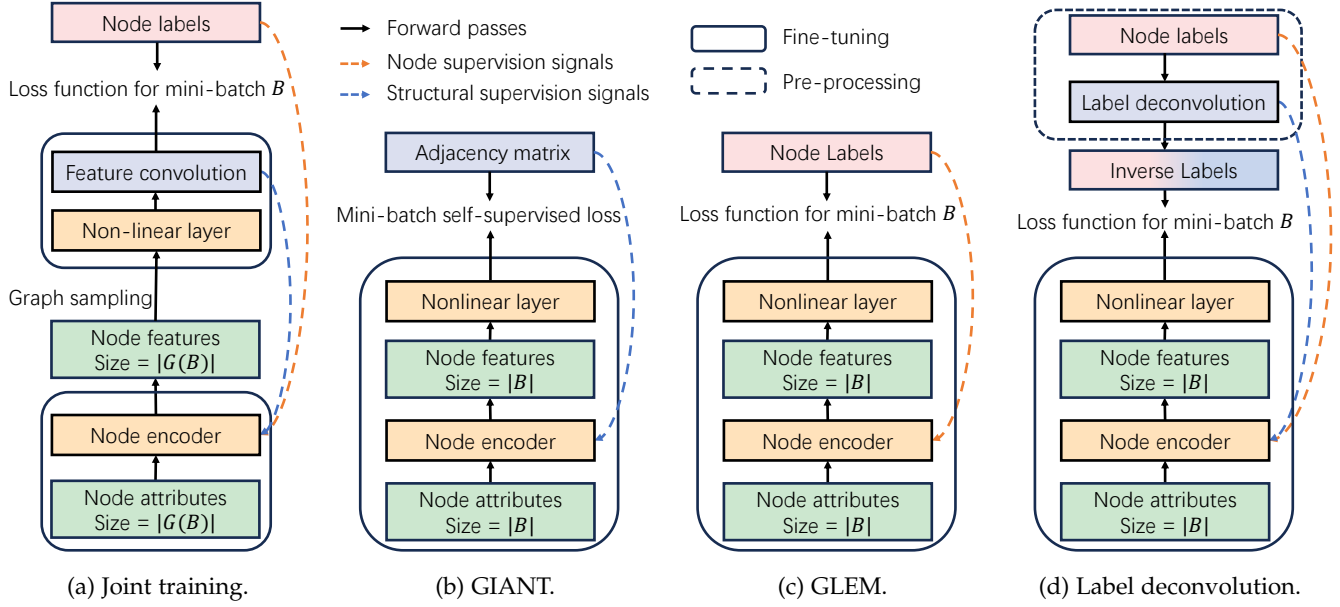 Node labels
Loss function for mini-batch B
Feature convolution
Non-linear layer
Graph sampling
Node features
Size = |G(B)|
Node encoder
Node attributes
Size = |G(B)|
(a) Joint training.
Forward passes
Node supervision signals
Structural supervision signals
Adjacency matrix
Mini-batch self-supervised loss
Nonlinear layer
Node features
Size = |B|
Node encoder
Node attributes
Size = |B|
(b) GIANT.
Fine-tuning
Pre-processing
Node Labels
Loss function for mini-batch B
Nonlinear layer
Node features
Size = |B|
Node encoder
Node attributes
Size = |B|
(c) GLEM.
Node labels
Label deconvolution
Inverse Labels
Loss function for mini-batch B
Nonlinear layer
Node features
Size = |B|
Node encoder
Node attributes
Size = |B|
(d) Label deconvolution.